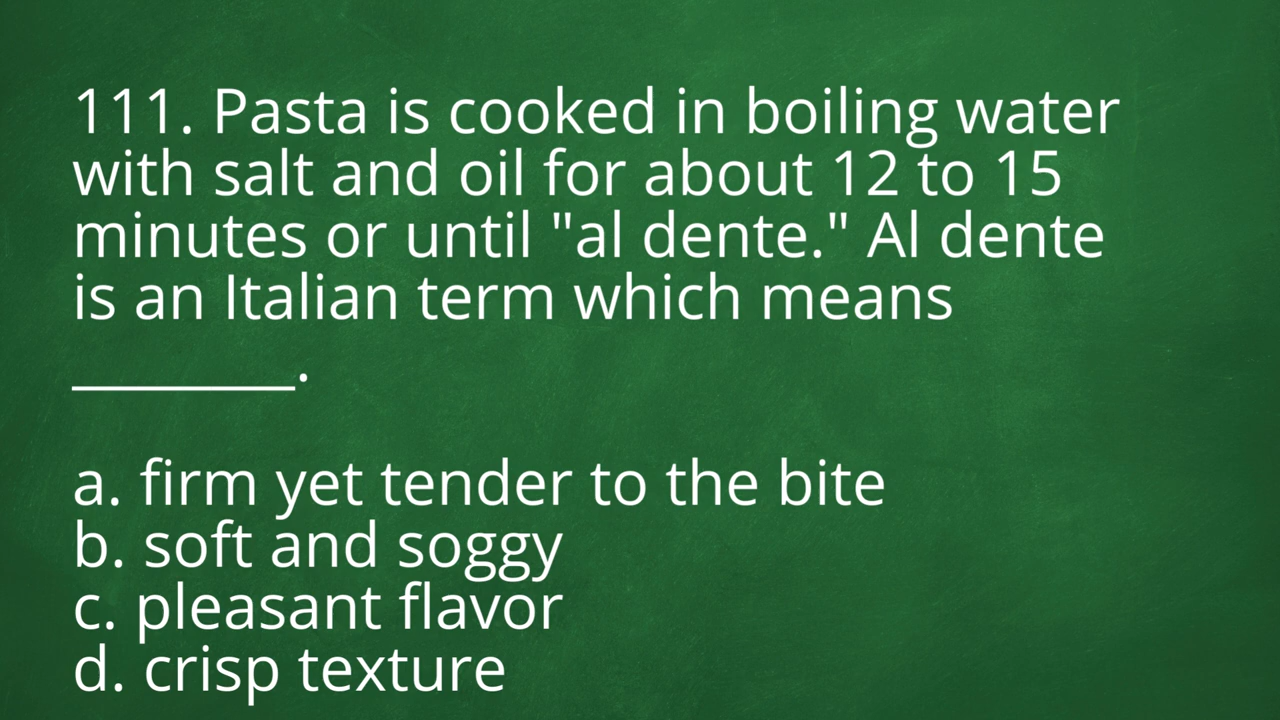 111. Pasta is cooked in boiling water
with salt and oil for about 12 to 15
minutes or until "al dente." Al dente
is an Italian term which means
________.
a. firm yet tender to the bite
b. soft and soggy
c. pleasant flavor
d. crisp texture